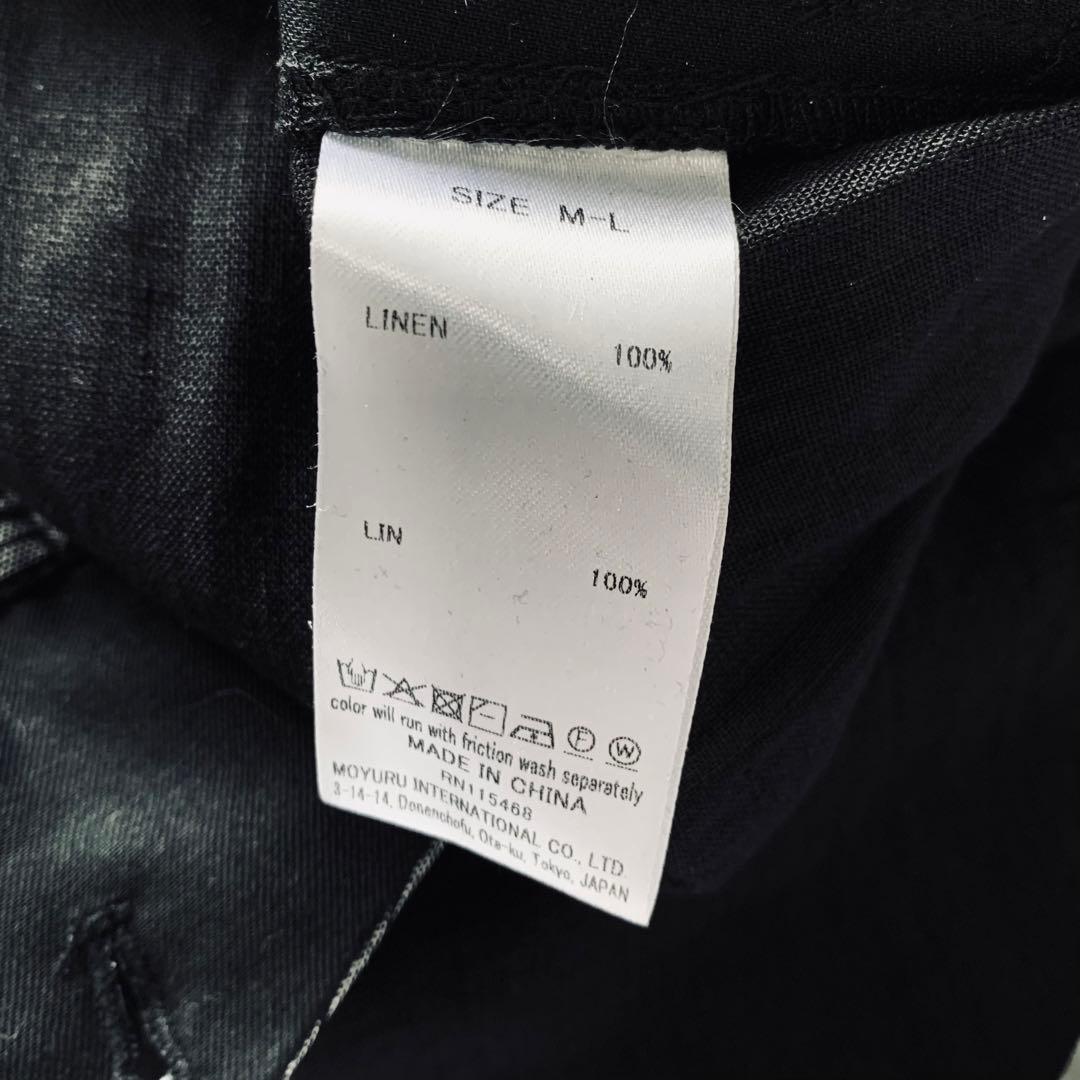 SIZE M-L
LINEN 100%
LIN 100%
F W
color will run with friction wash separately
MADE IN CHINA
RN115468
MOYURU INTERNATIONAL CO., LTD.
3-14-14, Denenchofu, Ota-ku, Tokyo, JAPAN